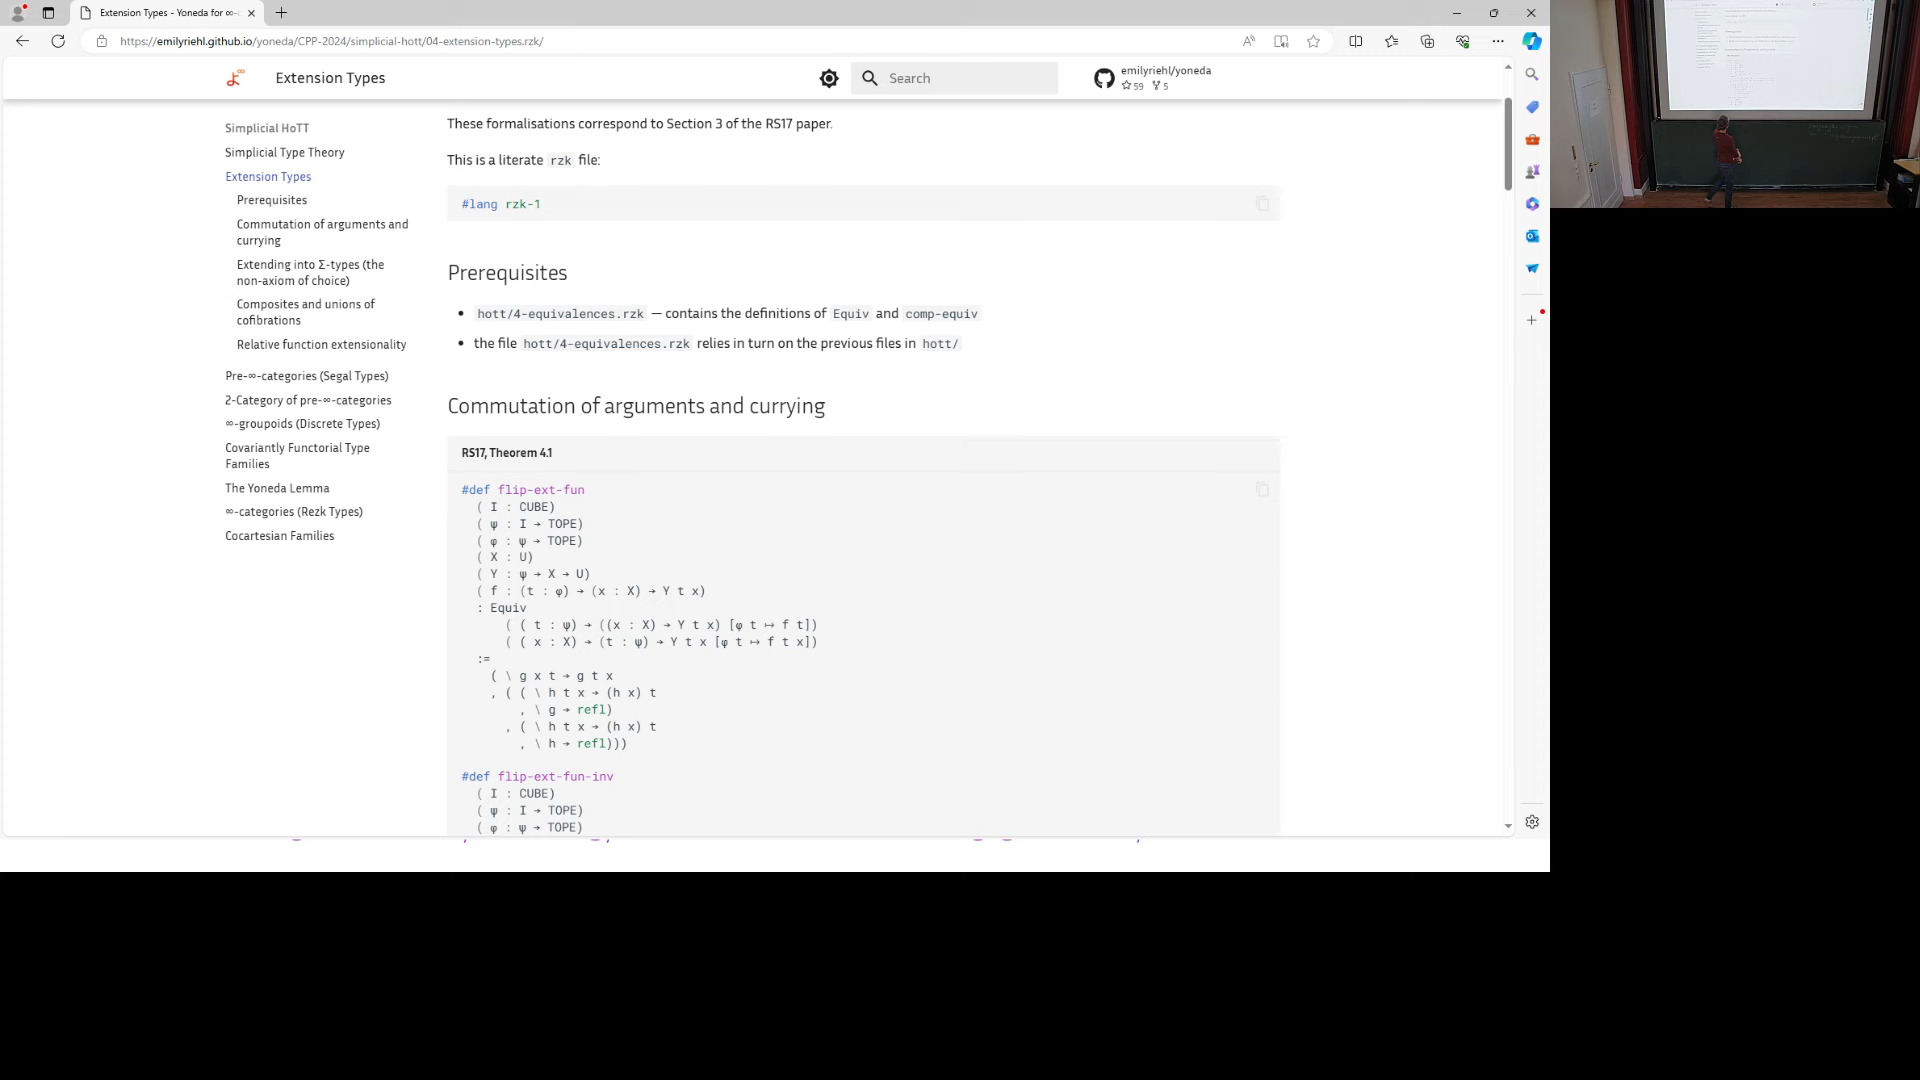 Extension Types - Yoneda for ∞-
https://emilyriehl.github.io/yoneda/CPP-2024/simplicial-hott/04-extension-types.rzk/
Extension Types
Search
emilyriehl/yoneda
59 5
Simplicial HoTT
Simplicial Type Theory
Extension Types
Prerequisites
Commutation of arguments and
currying
Extending into Σ-types (the
non-axiom of choice)
Composites and unions of
cofibrations
Relative function extensionality
Pre-∞-categories (Segal Types)
2-Category of pre-∞-categories
∞-groupoids (Discrete Types)
Covariantly Functorial Type
Families
The Yoneda Lemma
∞-categories (Rezk Types)
Cocartesian Families
These formalisations correspond to Section 3 of the RS17 paper.
This is a literate rzk file:
#lang rzk-1
Prerequisites
• hott/4-equivalences.rzk — contains the definitions of Equiv and comp-equiv
• the file hott/4-equivalences.rzk relies in turn on the previous files in hott/
Commutation of arguments and currying
RS17, Theorem 4.1
#def flip-ext-fun
( I : CUBE)
( ψ : I → TOPE)
( φ : ψ → TOPE)
( X : U)
( Y : ψ → X → U)
( f : (t : φ) → (x : X) → Y t x)
: Equiv
( ( t : ψ) → ((x : X) → Y t x) [φ t ↦ f t])
( ( x : X) → (t : ψ) → Y t x [φ t ↦ f t x])
:=
( \ g x t → g t x
, ( ( \ h t x → (h x) t
, \ g → refl)
, ( \ h t x → (h x) t
, \ h → refl)))
#def flip-ext-fun-inv
( I : CUBE)
( ψ : I → TOPE)
( φ : ψ → TOPE)